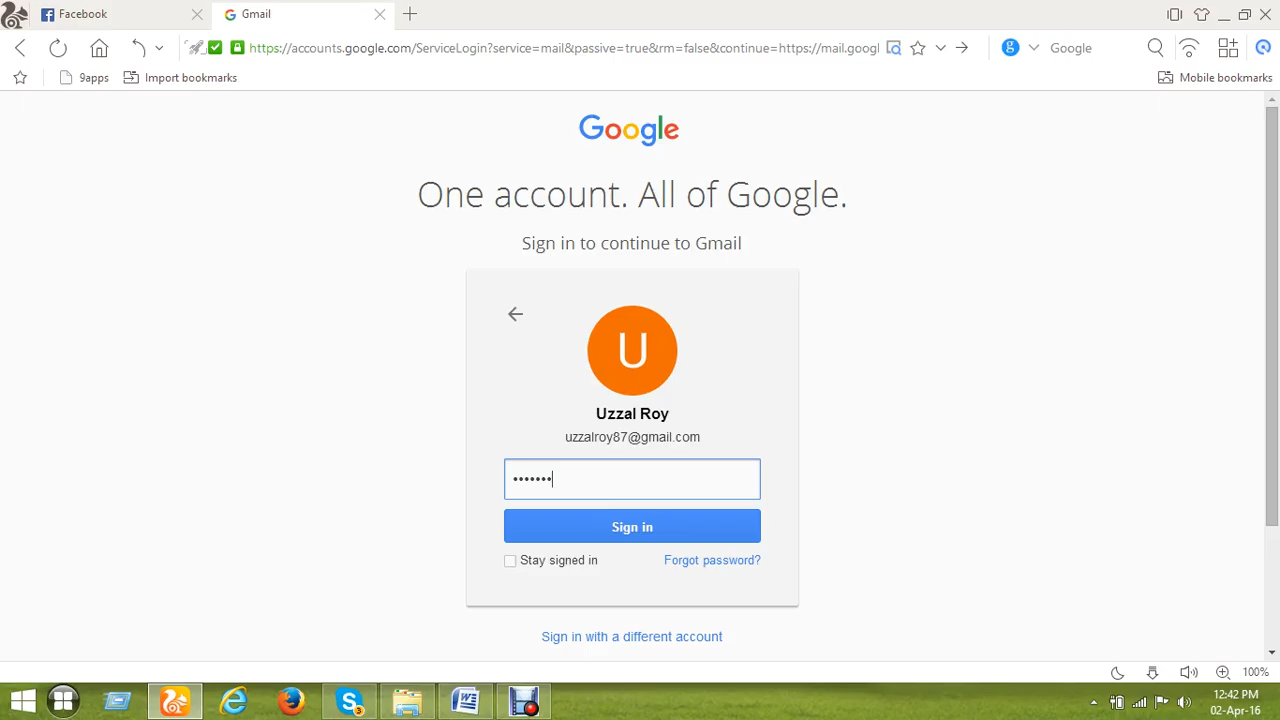 Facebook
Gmail
https://accounts.google.com/ServiceLogin?service=mail&passive=true&rm=false&continue=https://mail.googl
g
Google
9apps
Import bookmarks
Mobile bookmarks
Google
One account. All of Google.
Sign in to continue to Gmail
U
Uzzal Roy
uzzalroy87@gmail.com
•••••••
Sign in
Stay signed in
Forgot password?
Sign in with a different account
100%
3
12:42 PM
02-Apr-16